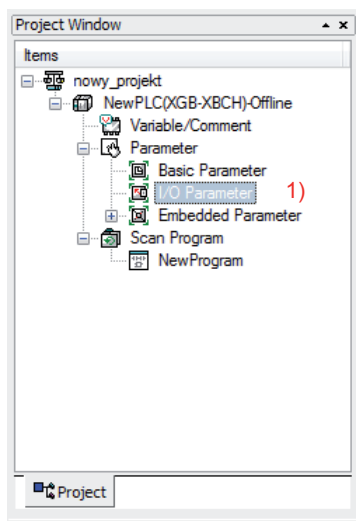 Project Window
Items
nowy_projekt
NewPLC(XGB-XBCH)-Offline
Variable/Comment
Parameter
Basic Parameter
I/O Parameter 1)
Embedded Parameter
Scan Program
NewProgram
Project